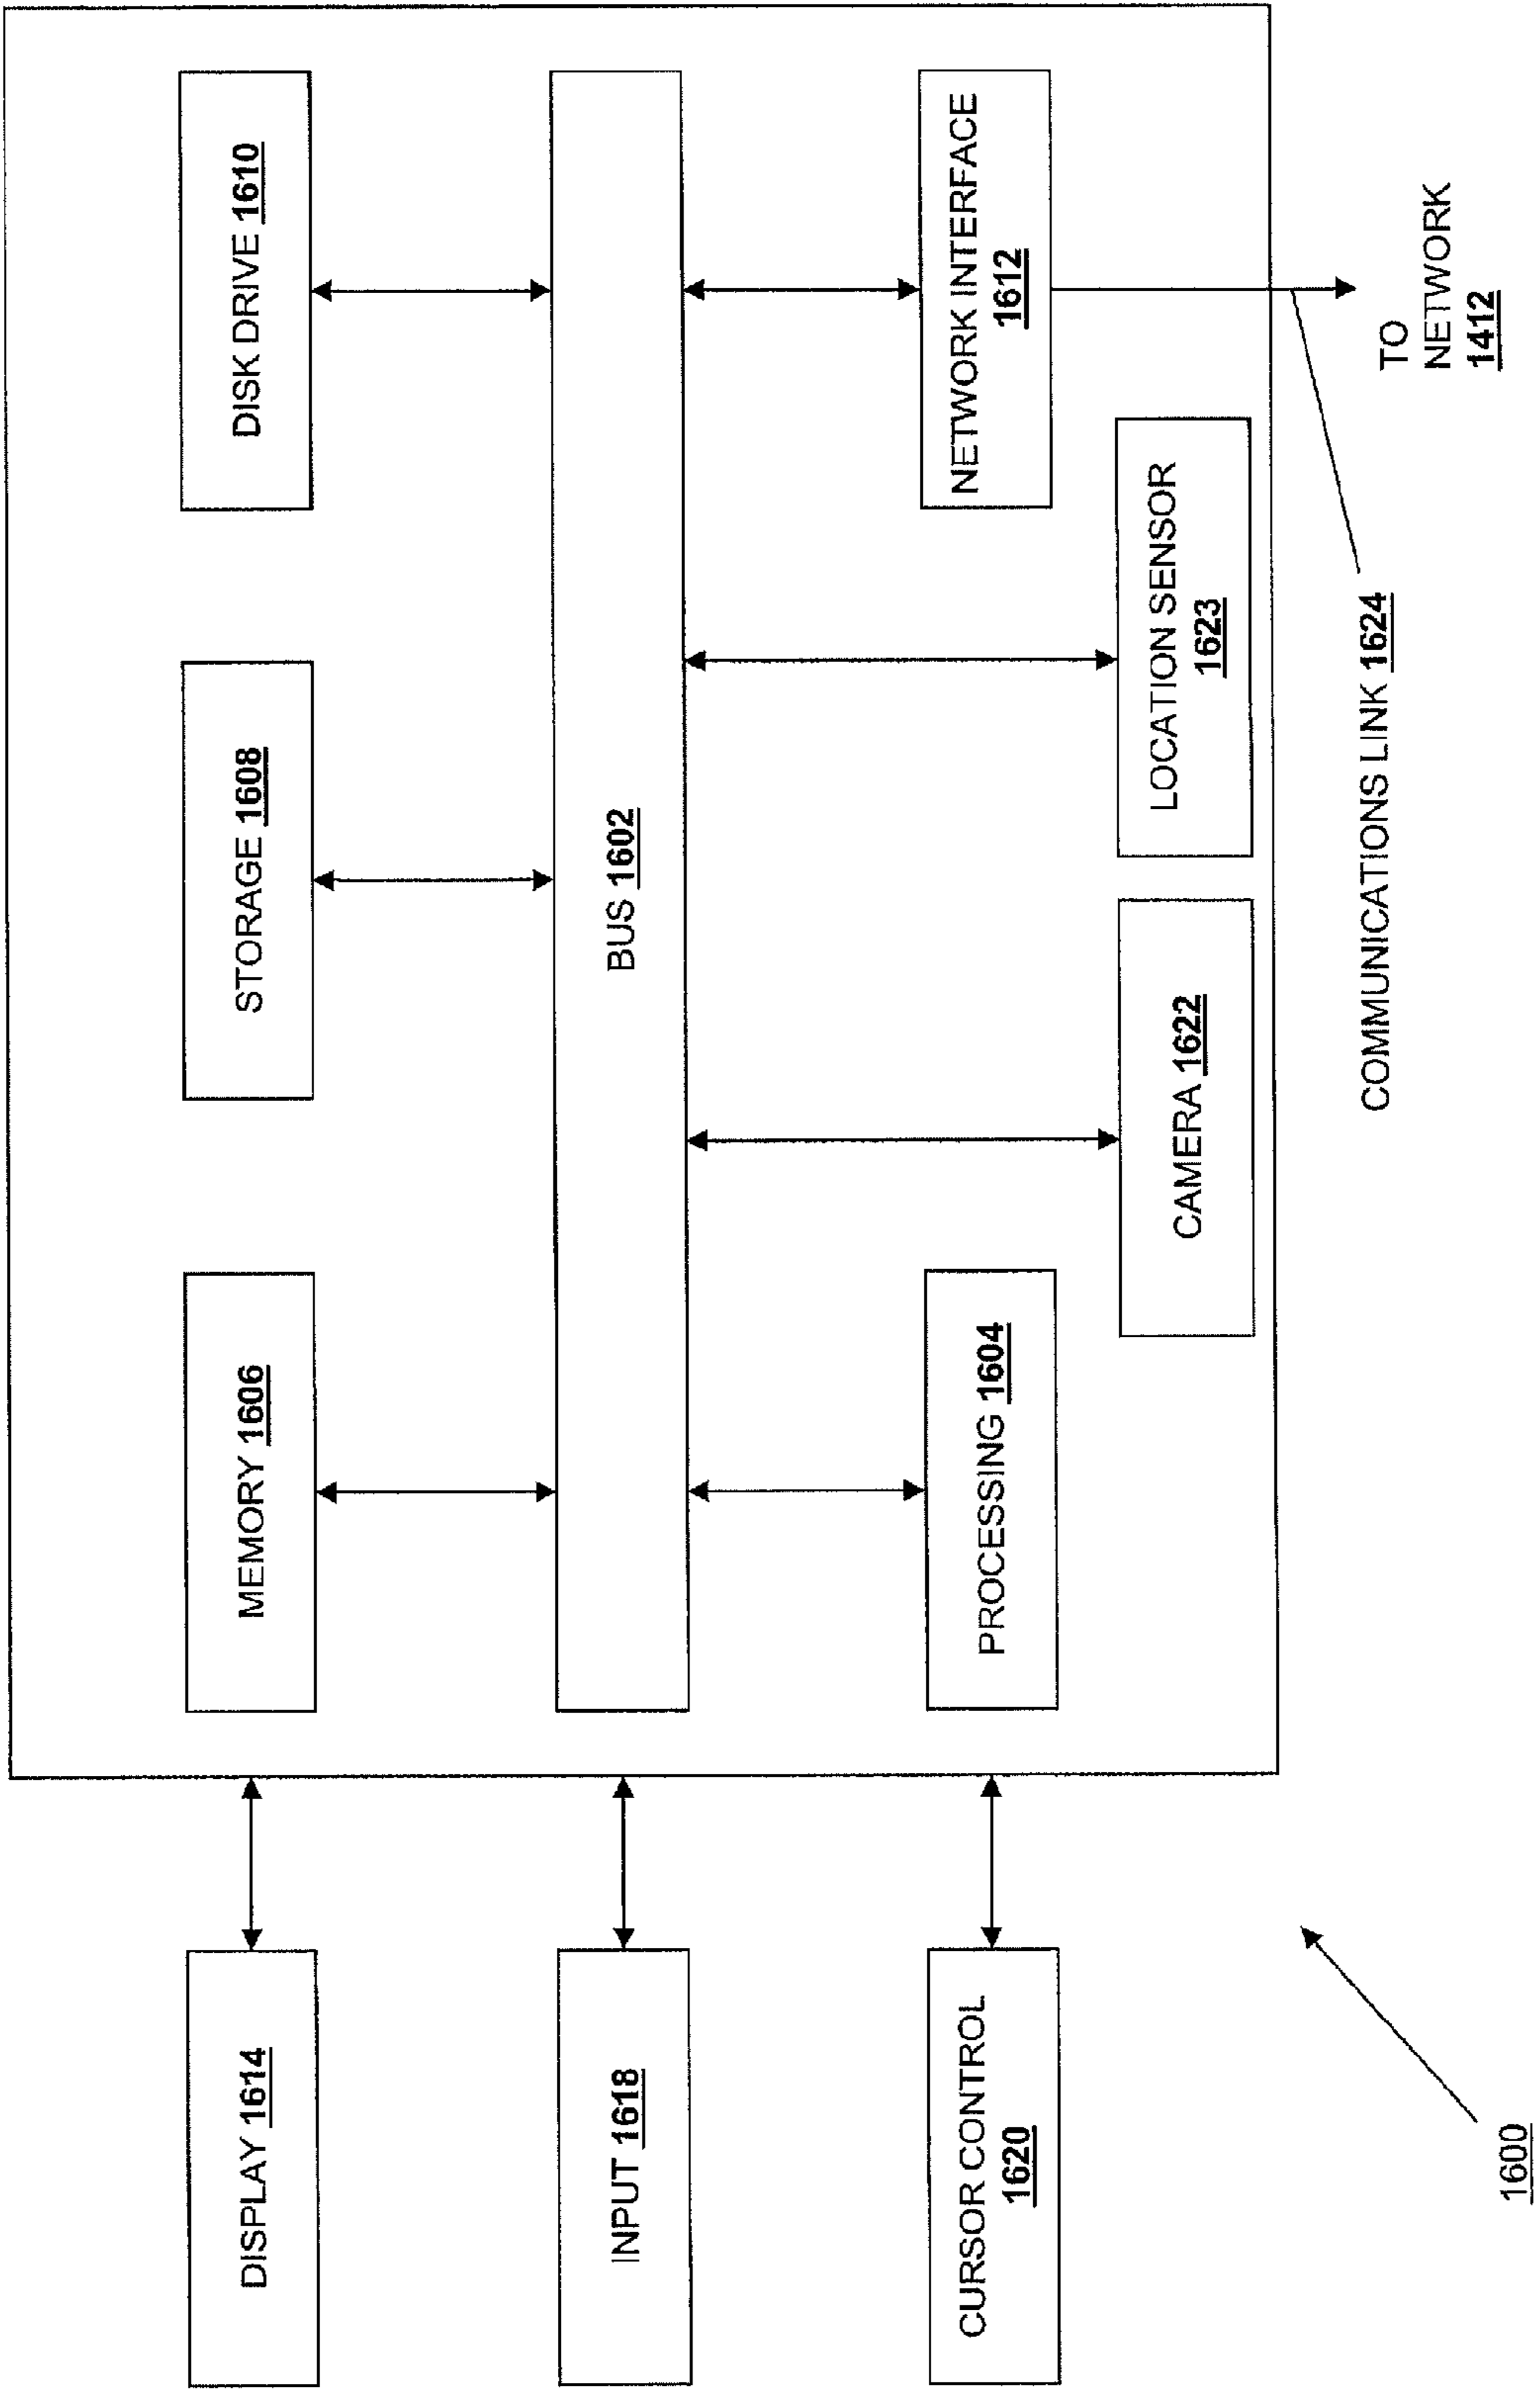 DISPLAY 1614
MEMORY 1606
STORAGE 1608
DISK DRIVE 1610
INPUT 1618
BUS 1602
CURSOR CONTROL
1620
PROCESSING 1604
NETWORK INTERFACE
1612
CAMERA 1622
LOCATION SENSOR
1623
COMMUNICATIONS LINK 1624
TO
NETWORK
1412
1600